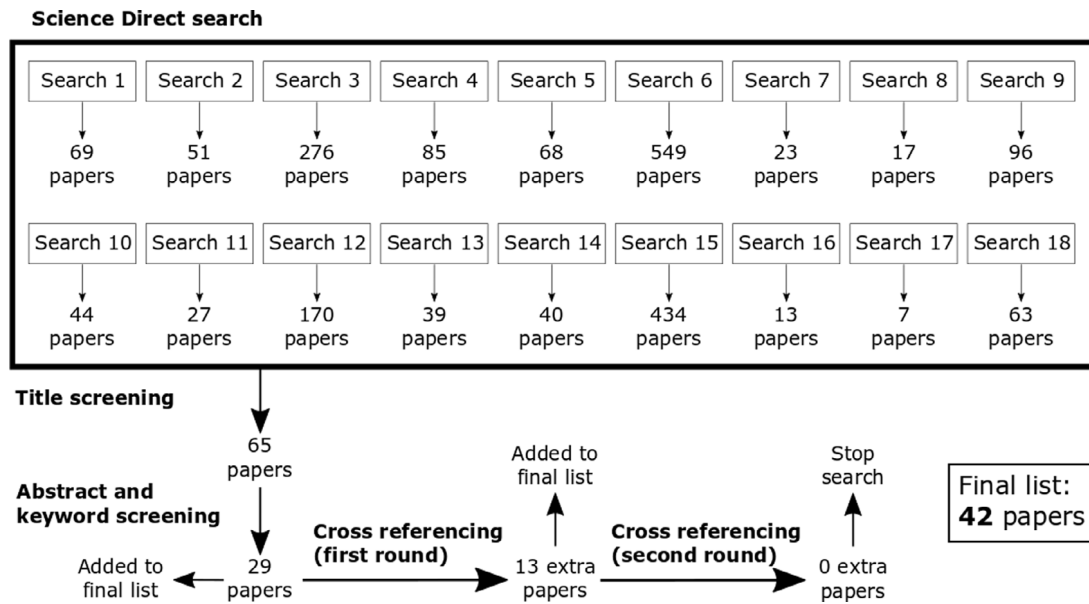 Science Direct search
Search 1
Search 2
Search 3
Search 4
Search 5
Search 6
Search 7
Search 8
Search 9
69
papers
51
papers
276
papers
85
papers
68
papers
549
papers
23
papers
17
papers
96
papers
Search 10
Search 11
Search 12
Search 13
Search 14
Search 15
Search 16
Search 17
Search 18
44
papers
27
papers
170
papers
39
papers
40
papers
434
papers
13
papers
7
papers
63
papers
Title screening
65
papers
Abstract and
keyword screening
29
papers
Added to
final list
Cross referencing
(first round)
13 extra
papers
Added to
final list
Cross referencing
(second round)
0 extra
papers
Stop
search
Final list:
42 papers